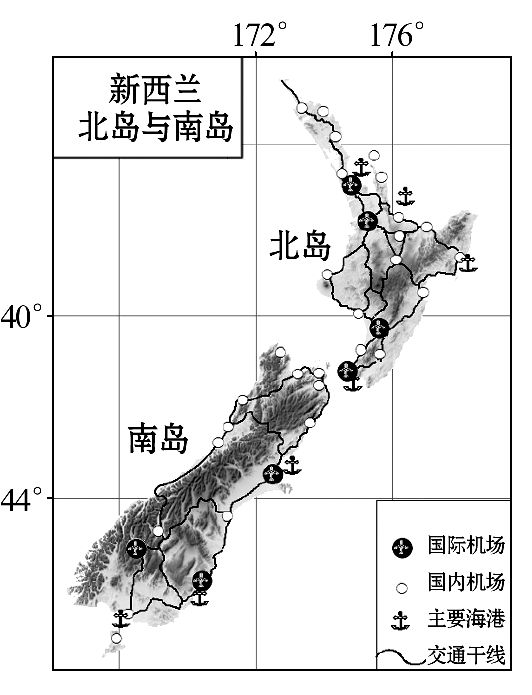 172° 176°
新西兰
北岛与南岛
北岛
40°
南岛
44°
国际机场
国内机场
主要海港
交通干线